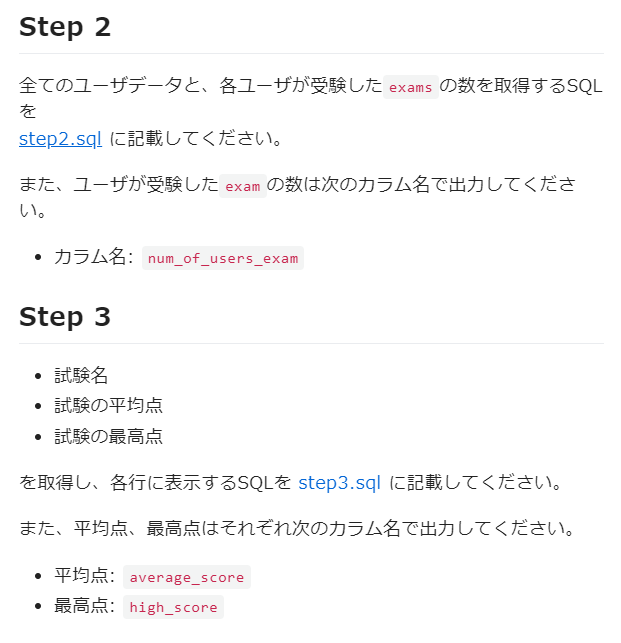 Step 2
全てのユーザデータと、各ユーザが受験した exams の数を取得するSQL
を
step2.sql に記載してください。
また、ユーザが受験した exam の数は次のカラム名で出力してくださ
い。
• カラム名: num_of_users_exam
Step 3
• 試験名
• 試験の平均点
• 試験の最高点
を取得し、各行に表示するSQLを step3.sql に記載してください。
また、平均点、最高点はそれぞれ次のカラム名で出力してください。
• 平均点: average_score
• 最高点: high_score